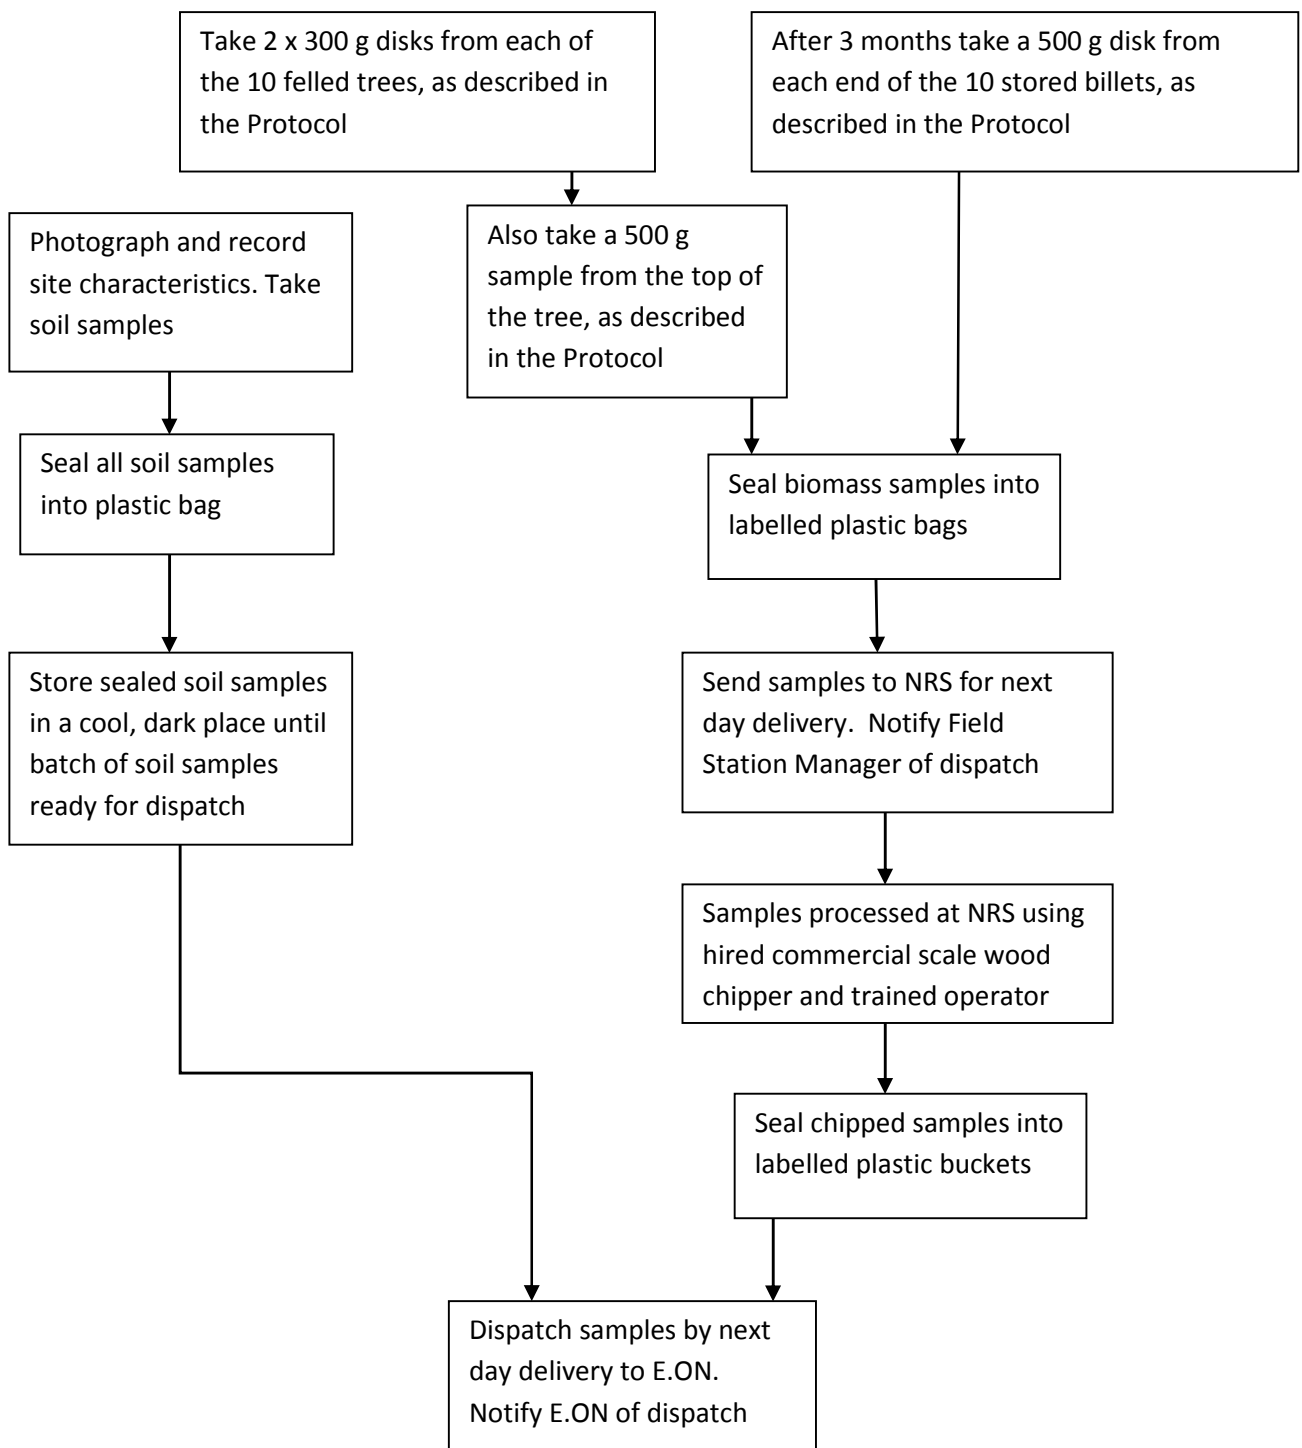 Take 2 x 300 g disks from each of
the 10 felled trees, as described in
the Protocol
After 3 months take a 500 g disk from
each end of the 10 stored billets, as
described in the Protocol
Photograph and record
site characteristics. Take
soil samples
Also take a 500 g
sample from the top of
the tree, as described
in the Protocol
Seal all soil samples
into plastic bag
Seal biomass samples into
labelled plastic bags
Store sealed soil samples
in a cool, dark place until
batch of soil samples
ready for dispatch
Send samples to NRS for next
day delivery.  Notify Field
Station Manager of dispatch
Samples processed at NRS using
hired commercial scale wood
chipper and trained operator
Seal chipped samples into
labelled plastic buckets
Dispatch samples by next
day delivery to E.ON.
Notify E.ON of dispatch